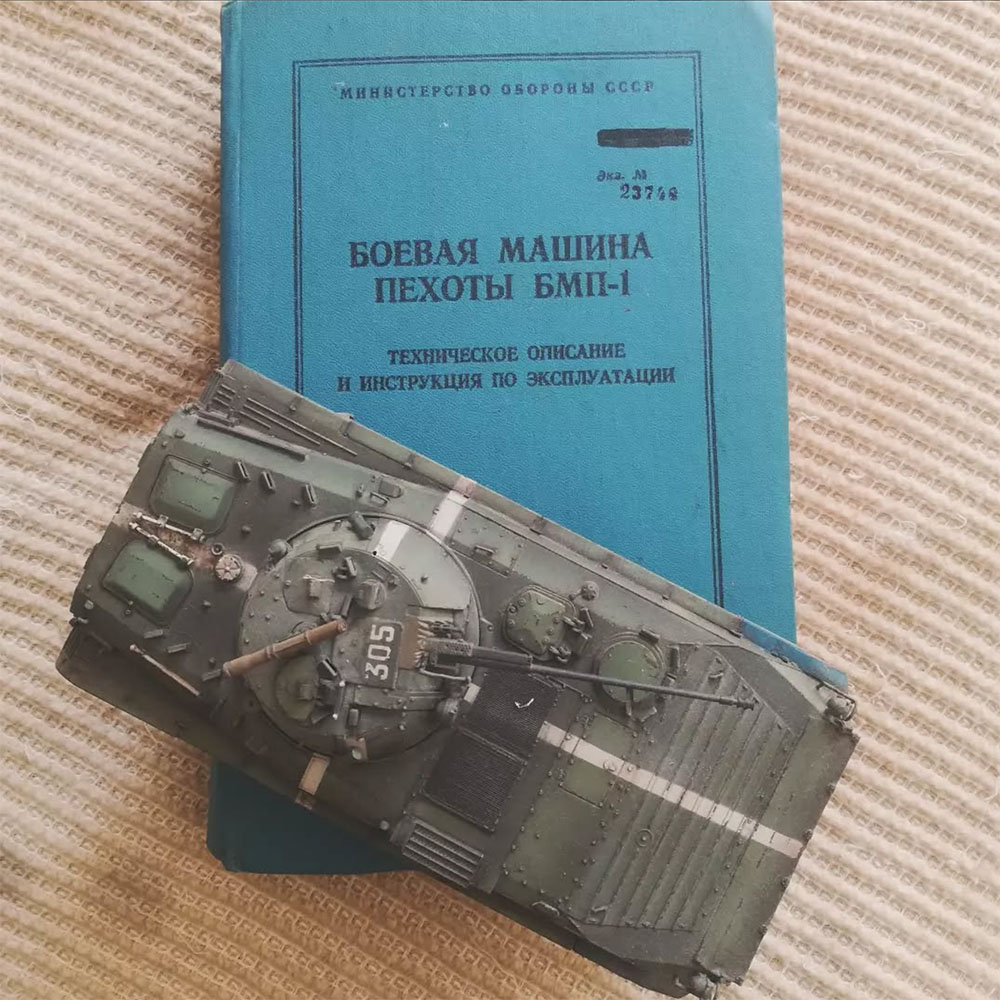 МИНИСТЕРСТВО ОБОРОНЫ СССР
Экз. №
23748
БОЕВАЯ МАШИНА
ПЕХОТЫ БМП-1
ТЕХНИЧЕСКОЕ ОПИСАНИЕ
И ИНСТРУКЦИЯ ПО ЭКСПЛУАТАЦИИ
305